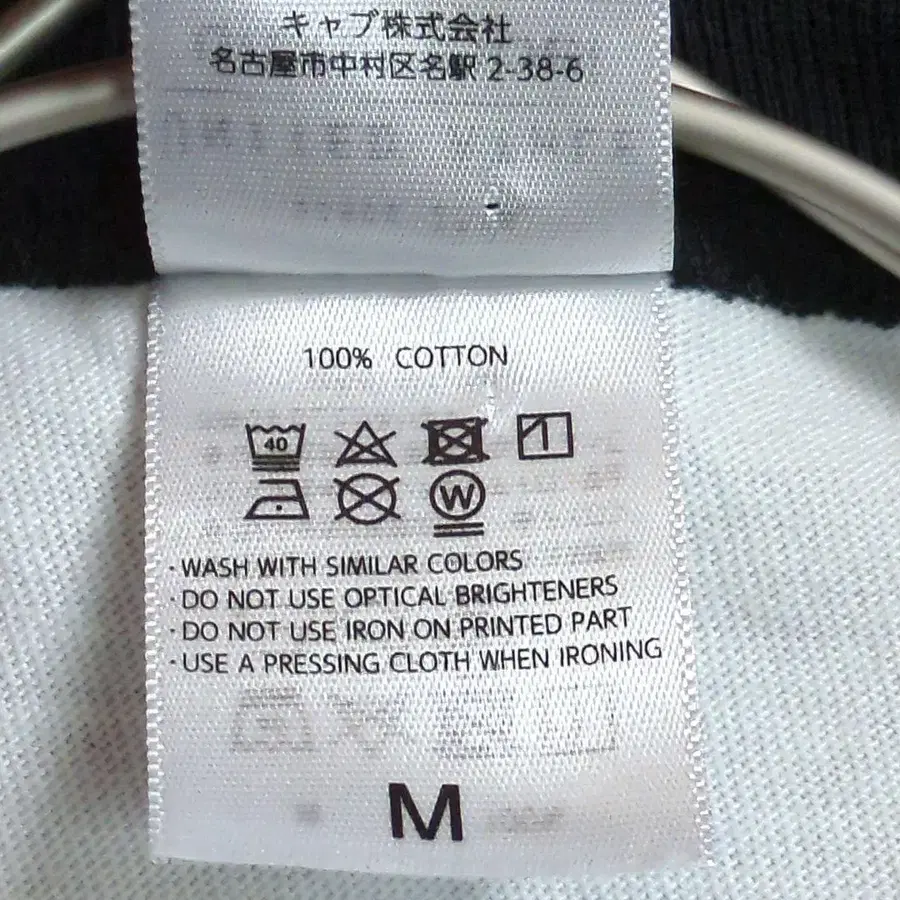 キャブ株式会社
名古屋市中村区名駅 2-38-6
100% COTTON
40
W
· WASH WITH SIMILAR COLORS
· DO NOT USE OPTICAL BRIGHTENERS
· DO NOT USE IRON ON PRINTED PART
· USE A PRESSING CLOTH WHEN IRONING
M